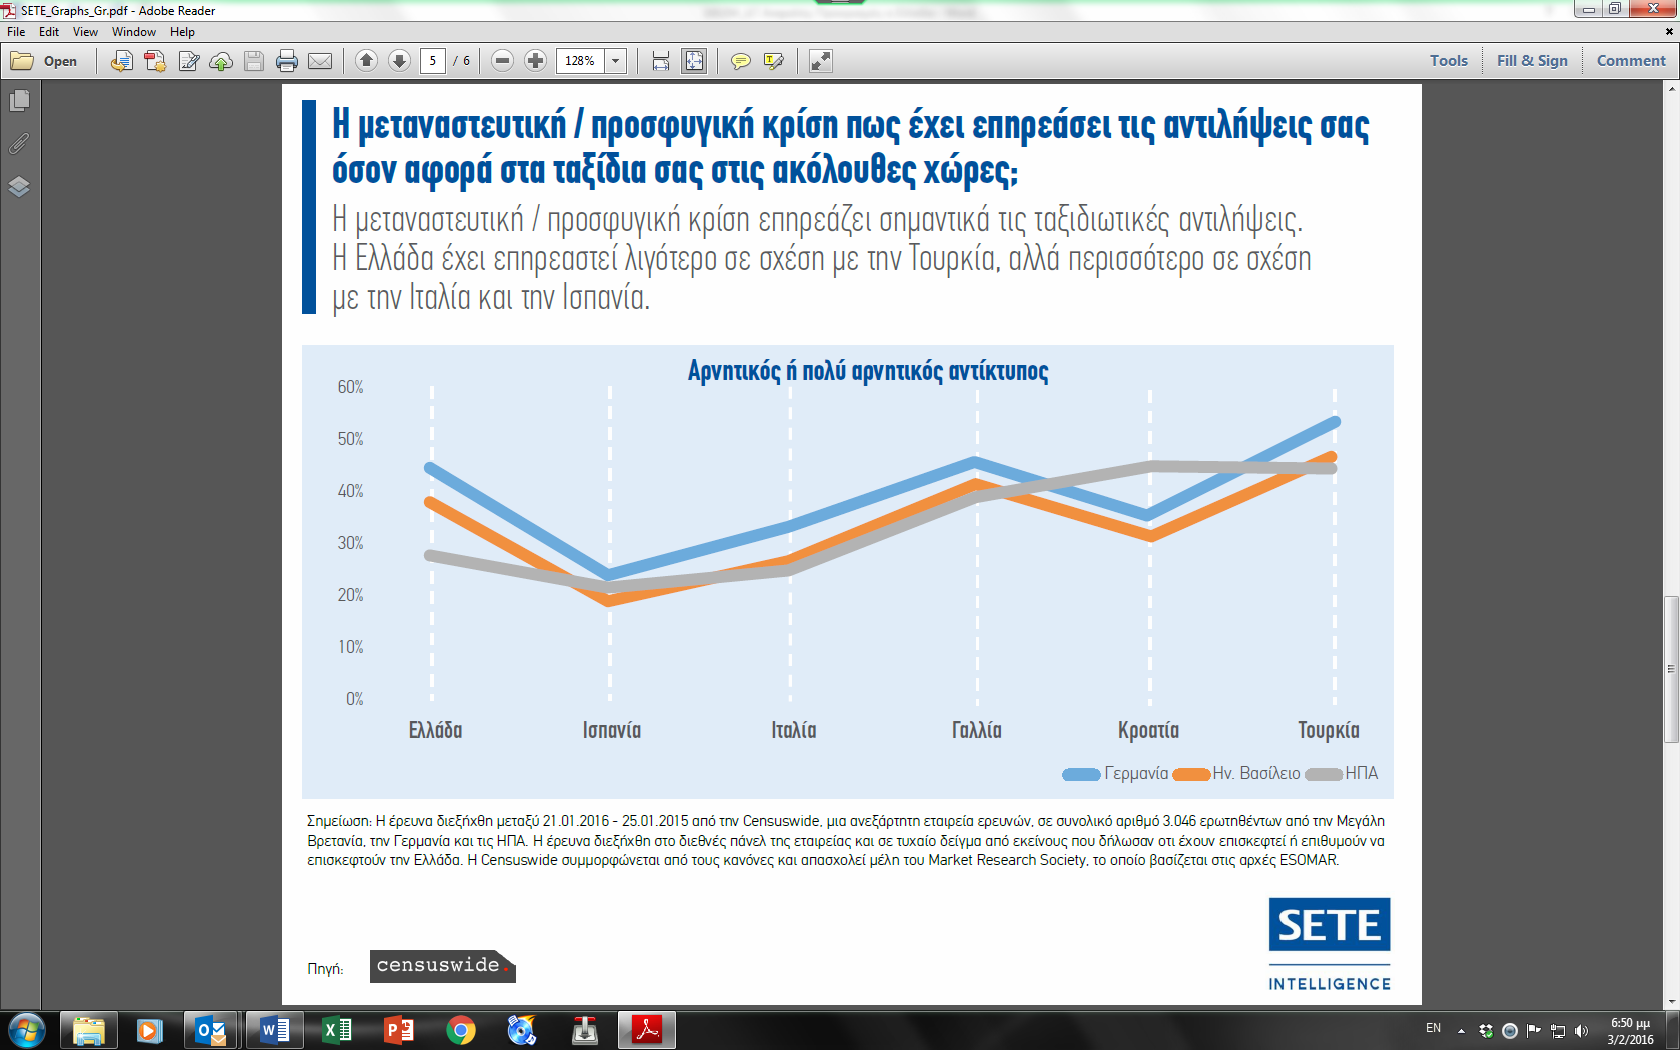 SETE_Graphs_Gr.pdf - Adobe Reader
File Edit View Window Help
Open 5 / 6 128% Tools Fill & Sign Comment
Η μεταναστευτική / προσφυγική κρίση πως έχει επηρεάσει τις αντιλήψεις σας
όσον αφορά στα ταξίδια σας στις ακόλουθες χώρες;
Η μεταναστευτική / προσφυγική κρίση επηρεάζει σημαντικά τις ταξιδιωτικές αντιλήψεις.
Η Ελλάδα έχει επηρεαστεί λιγότερο σε σχέση με την Τουρκία, αλλά περισσότερο σε σχέση
με την Ιταλία και την Ισπανία.
Αρνητικός ή πολύ αρνητικός αντίκτυπος
60%
50%
40%
30%
20%
10%
0%
Ελλάδα Ισπανία Ιταλία Γαλλία Κροατία Τουρκία
Γερμανία Ην. Βασίλειο ΗΠΑ
Σημείωση: Η έρευνα διεξήχθη μεταξύ 21.01.2016 - 25.01.2015 από την Censuswide, μια ανεξάρτητη εταιρεία ερευνών, σε συνολικό αριθμό 3.046 ερωτηθέντων από την Μεγάλη
Βρετανία, την Γερμανία και τις ΗΠΑ. Η έρευνα διεξήχθη στο διεθνές πάνελ της εταιρείας και σε τυχαίο δείγμα από εκείνους που δήλωσαν οτι έχουν επισκεφτεί ή επιθυμούν να
επισκεφτούν την Ελλάδα. Η Censuswide συμμορφώνεται από τους κανόνες και απασχολεί μέλη του Market Research Society, το οποίο βασίζεται στις αρχές ESOMAR.
SETE
INTELLIGENCE
Πηγή: censuswide.
EN 6:50 μμ
3/2/2016